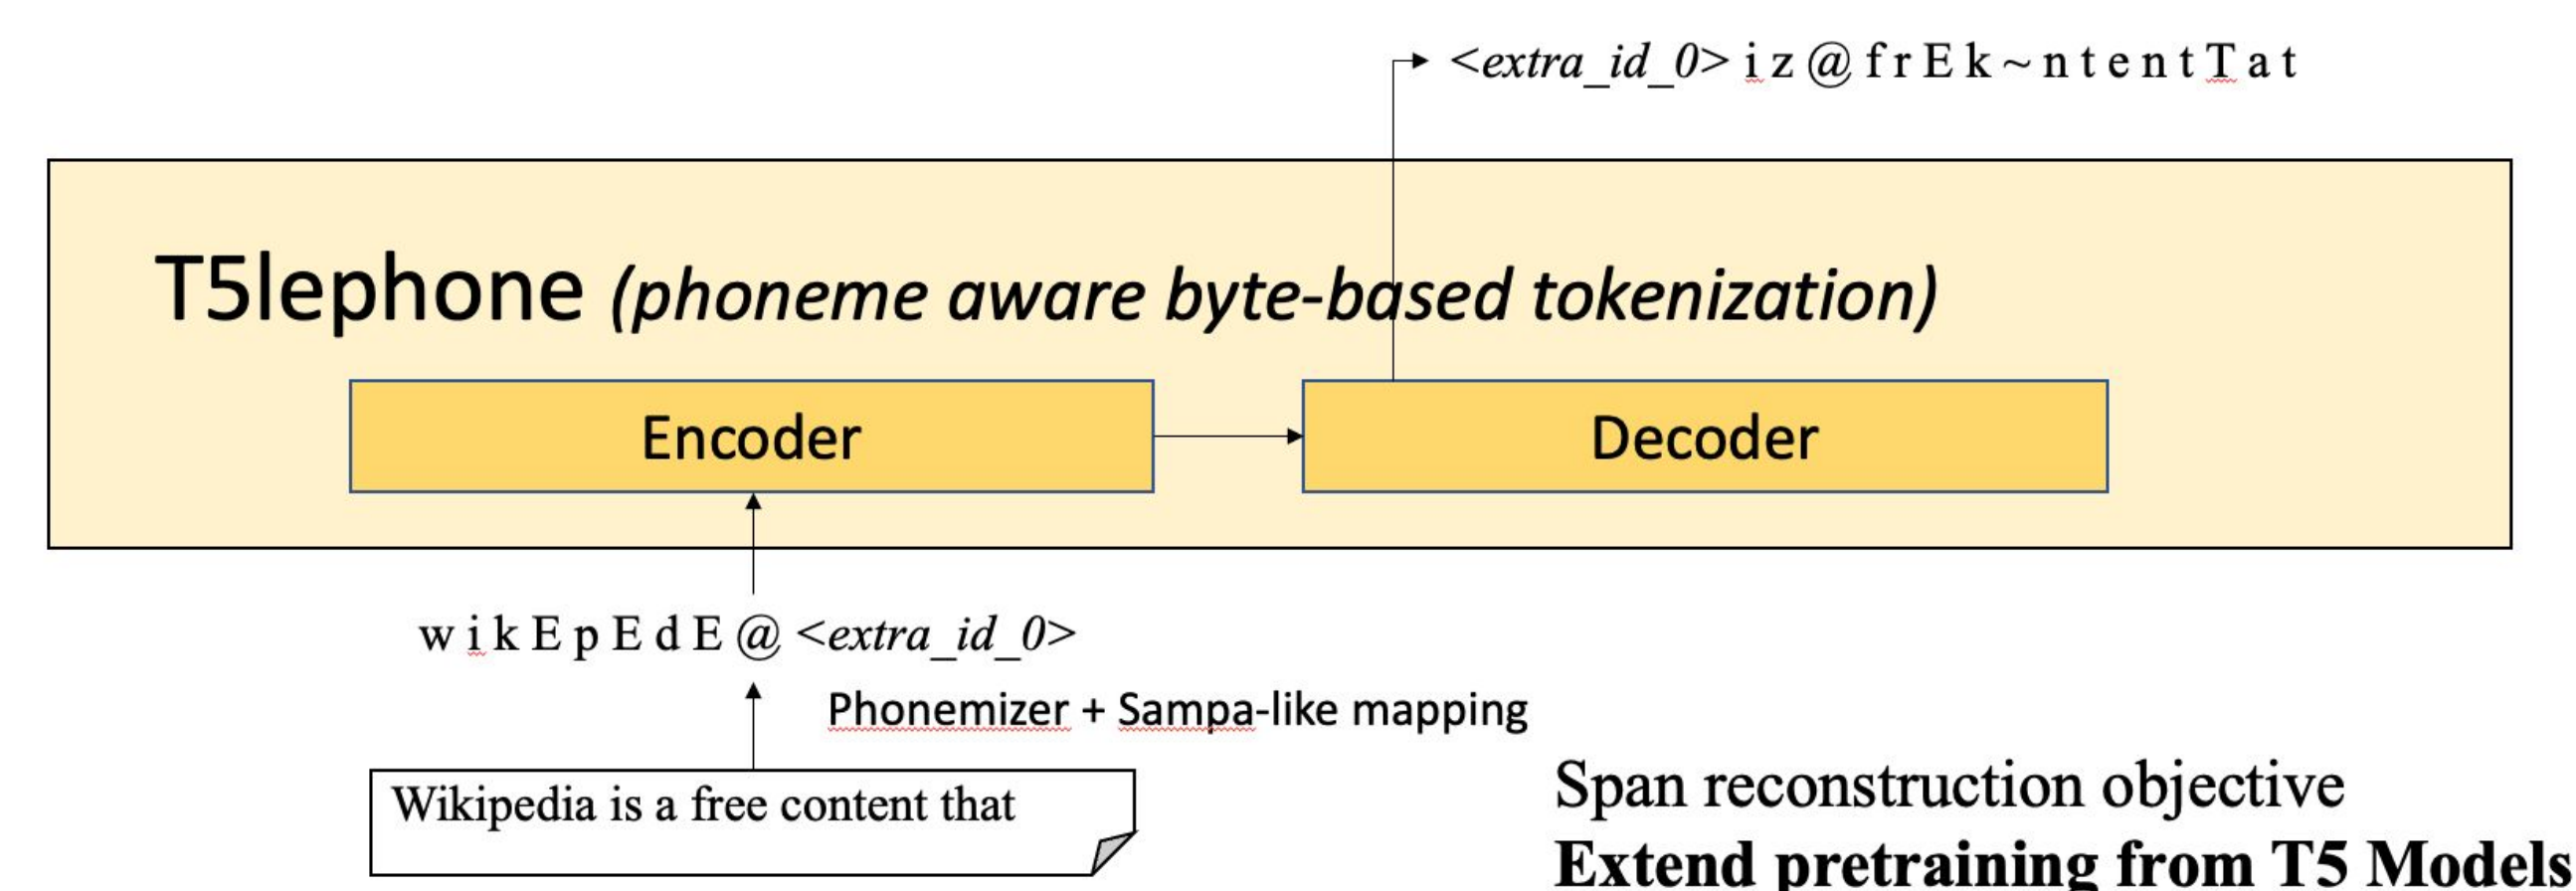 <extra_id_0> i z @ f r E k ~ n t e n t T a t
T5lephone (phoneme aware byte-based tokenization)
Encoder
Decoder
w i k E p E d E @ <extra_id_0>
Phonemizer + Sampa-like mapping
Wikipedia is a free content that
Span reconstruction objective
Extend pretraining from T5 Models